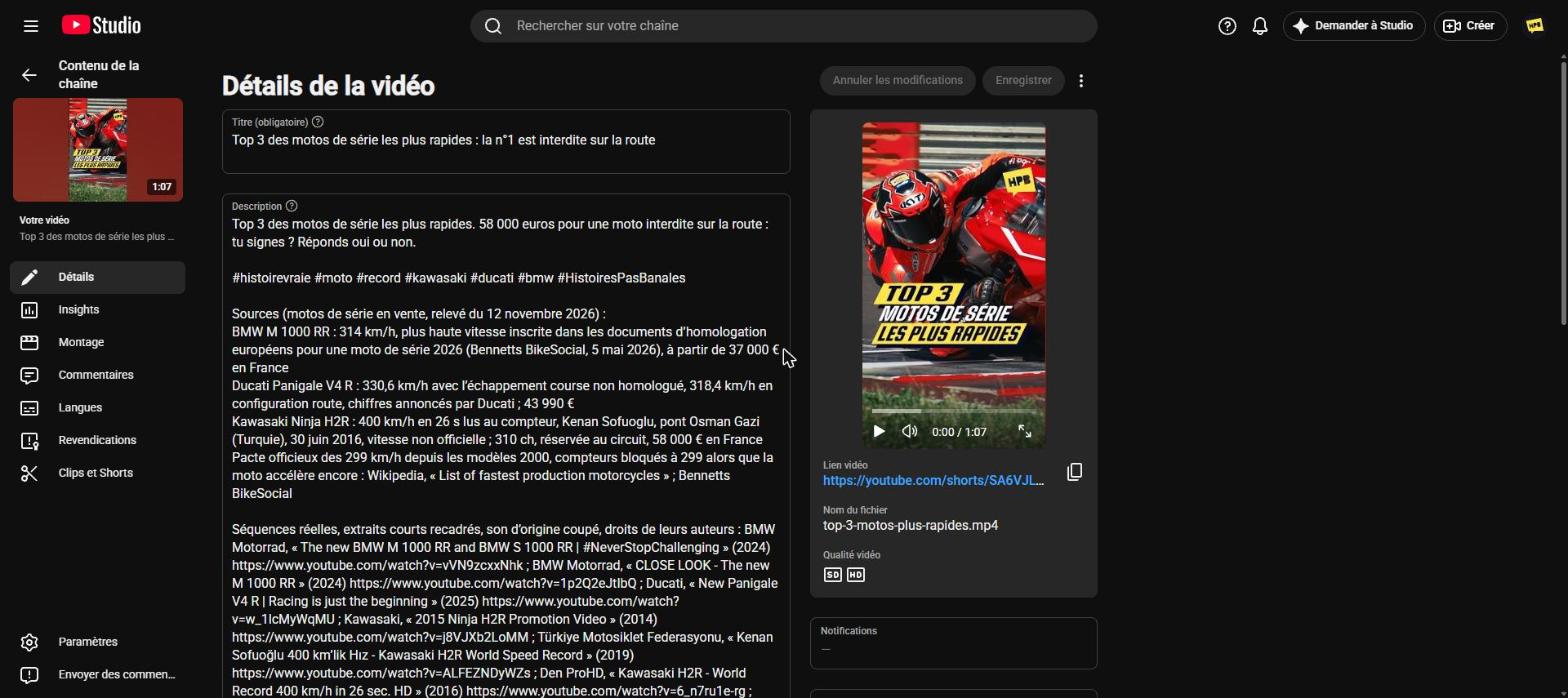 Studio
Rechercher sur votre chaîne
Demander à Studio
Créer
HPB
Contenu de la
chaîne
TOP 3
MOTOS DE SÉRIE
LES PLUS RAPIDES
1:07
Votre vidéo
Top 3 des motos de série les plus ...
Détails
Insights
Montage
Commentaires
Langues
Revendications
Clips et Shorts
Paramètres
Envoyer des commen...
Détails de la vidéo
Annuler les modifications
Enregistrer
Titre (obligatoire)
Top 3 des motos de série les plus rapides : la n°1 est interdite sur la route
Description
Top 3 des motos de série les plus rapides. 58 000 euros pour une moto interdite sur la route :
tu signes ? Réponds oui ou non.
#histoirevraie #moto #record #kawasaki #ducati #bmw #HistoiresPasBanales
Sources (motos de série en vente, relevé du 12 novembre 2026) :
BMW M 1000 RR : 314 km/h, plus haute vitesse inscrite dans les documents d'homologation
européens pour une moto de série 2026 (Bennetts BikeSocial, 5 mai 2026), à partir de 37 000 €
en France
Ducati Panigale V4 R : 330,6 km/h avec l'échappement course non homologué, 318,4 km/h en
configuration route, chiffres annoncés par Ducati ; 43 990 €
Kawasaki Ninja H2R : 400 km/h en 26 s lus au compteur, Kenan Sofuoglu, pont Osman Gazi
(Turquie), 30 juin 2016, vitesse non officielle ; 310 ch, réservée au circuit, 58 000 € en France
Pacte officieux des 299 km/h depuis les modèles 2000, compteurs bloqués à 299 alors que la
moto accélère encore : Wikipedia, « List of fastest production motorcycles » ; Bennetts
BikeSocial
Séquences réelles, extraits courts recadrés, son d'origine coupé, droits de leurs auteurs : BMW
Motorrad, « The new BMW M 1000 RR and BMW S 1000 RR | #NeverStopChallenging » (2024)
https://www.youtube.com/watch?v=vVN9zcxxNhk ; BMW Motorrad, « CLOSE LOOK - The new
M 1000 RR » (2024) https://www.youtube.com/watch?v=1p2Q2eJtIbQ ; Ducati, « New Panigale
V4 R | Racing is just the beginning » (2025) https://www.youtube.com/watch?
v=w_1lcMyWqMU ; Kawasaki, « 2015 Ninja H2R Promotion Video » (2014)
https://www.youtube.com/watch?v=j8VJXb2LoMM ; Türkiye Motosiklet Federasyonu, « Kenan
Sofuoğlu 400 km'lik Hız - Kawasaki H2R World Speed Record » (2019)
https://www.youtube.com/watch?v=ALFEZNDyWZs ; Den ProHD, « Kawasaki H2R - World
Record 400 km/h in 26 sec. HD » (2016) https://www.youtube.com/watch?v=6_n7ru1e-rg ;
HPB
KYT
TOP 3
MOTOS DE SÉRIE
LES PLUS RAPIDES
0:00 / 1:07
Lien vidéo
https://youtube.com/shorts/SA6VJL...
Nom du fichier
top-3-motos-plus-rapides.mp4
Qualité vidéo
SD HD
Notifications
—